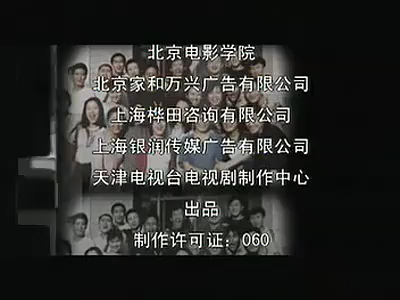 北京电影学院
北京家和万兴广告有限公司
上海桦田咨询有限公司
上海银润传媒广告有限公司
天津电视台电视剧制作中心
出品
制作许可证：060